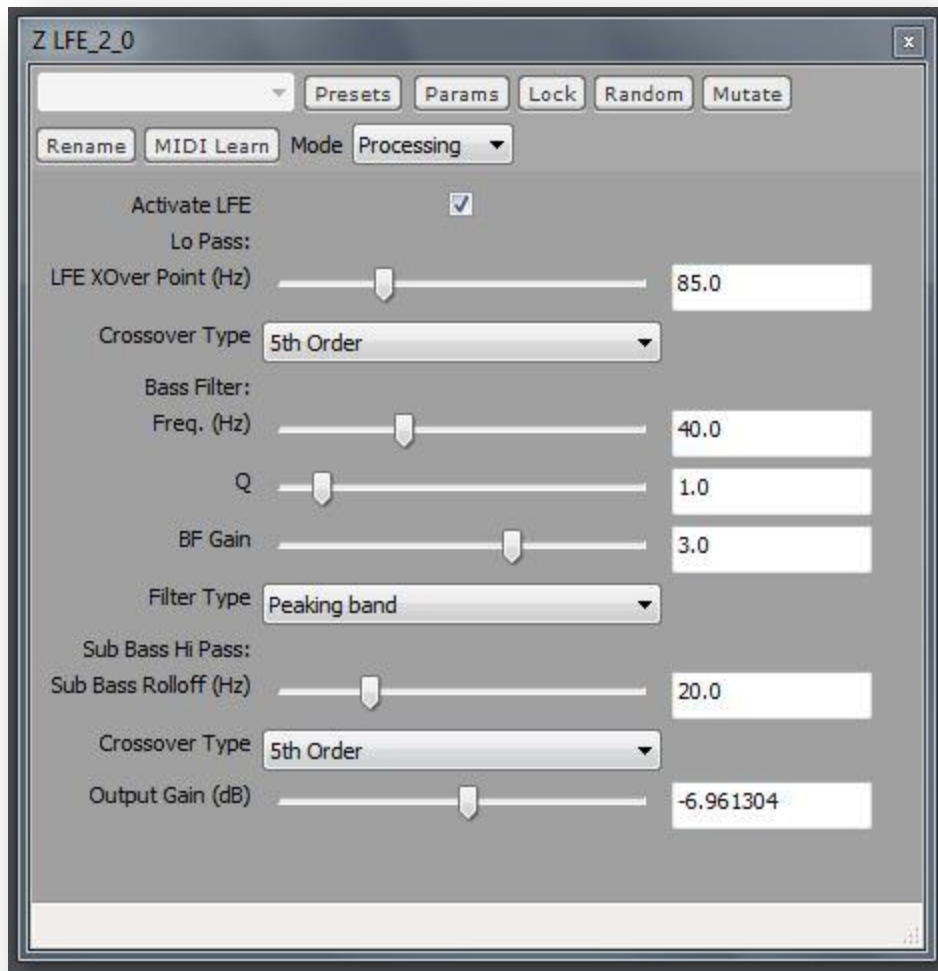 Z LFE_2_0
x
Presets Params Lock Random Mutate
Rename MIDI Learn Mode Processing
Activate LFE
Lo Pass:
LFE XOver Point (Hz) 85.0
Crossover Type 5th Order
Bass Filter:
Freq. (Hz) 40.0
Q 1.0
BF Gain 3.0
Filter Type Peaking band
Sub Bass Hi Pass:
Sub Bass Rolloff (Hz) 20.0
Crossover Type 5th Order
Output Gain (dB) -6.961304